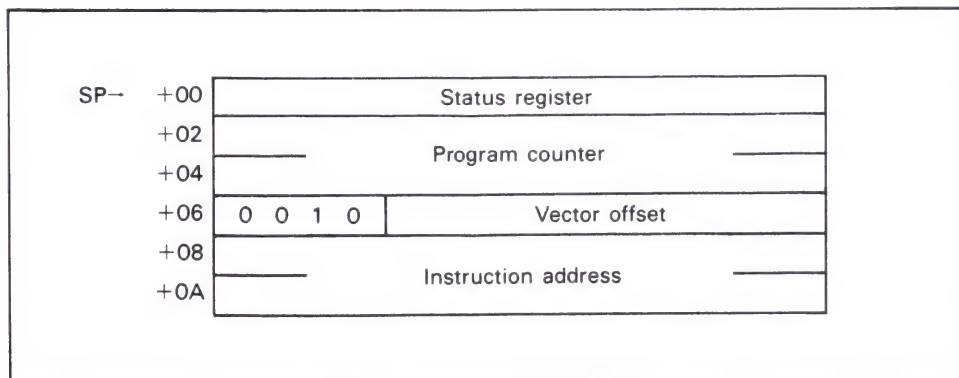 SP→ +00 Status register
+02
Program counter
+04
+06 0 0 1 0 Vector offset
+08
Instruction address
+0A